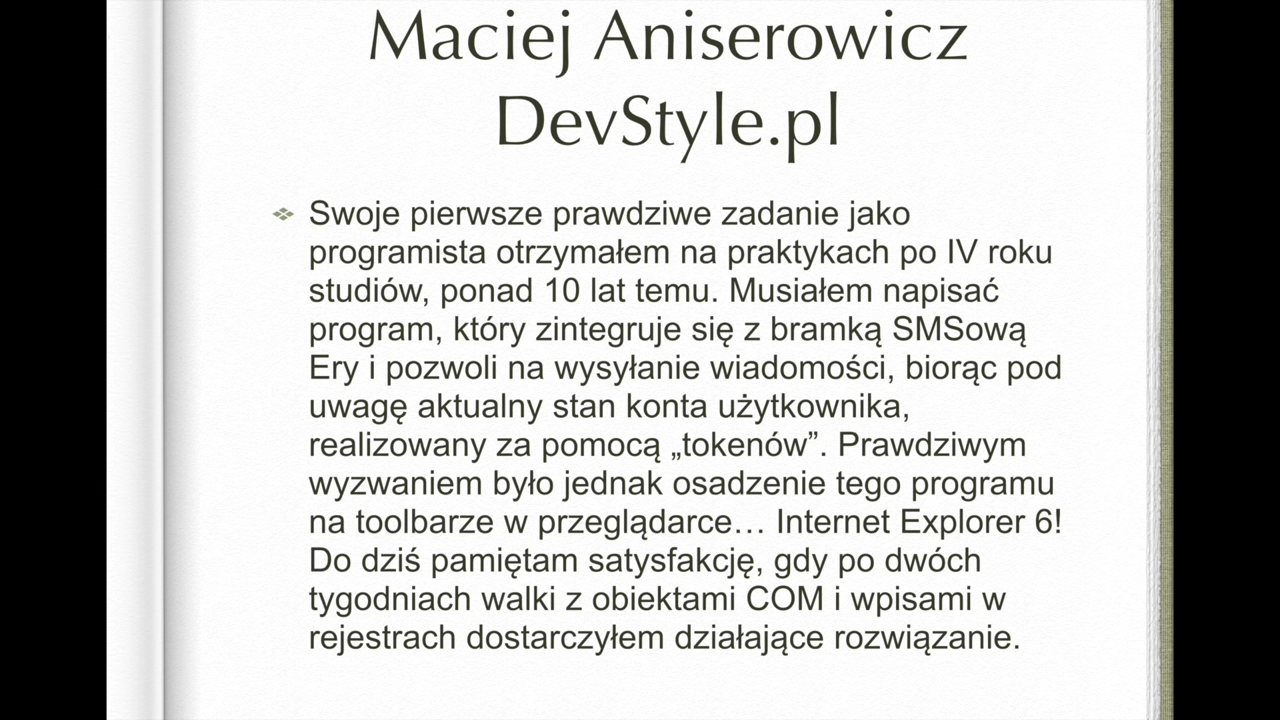 Maciej Aniserowicz
DevStyle.pl
Swoje pierwsze prawdziwe zadanie jako
programista otrzymałem na praktykach po IV roku
studiów, ponad 10 lat temu. Musiałem napisać
program, który zintegruje się z bramką SMSową
Ery i pozwoli na wysyłanie wiadomości, biorąc pod
uwagę aktualny stan konta użytkownika,
realizowany za pomocą „tokenów”. Prawdziwym
wyzwaniem było jednak osadzenie tego programu
na toolbarze w przeglądarce… Internet Explorer 6!
Do dziś pamiętam satysfakcję, gdy po dwóch
tygodniach walki z obiektami COM i wpisami w
rejestrach dostarczyłem działające rozwiązanie.